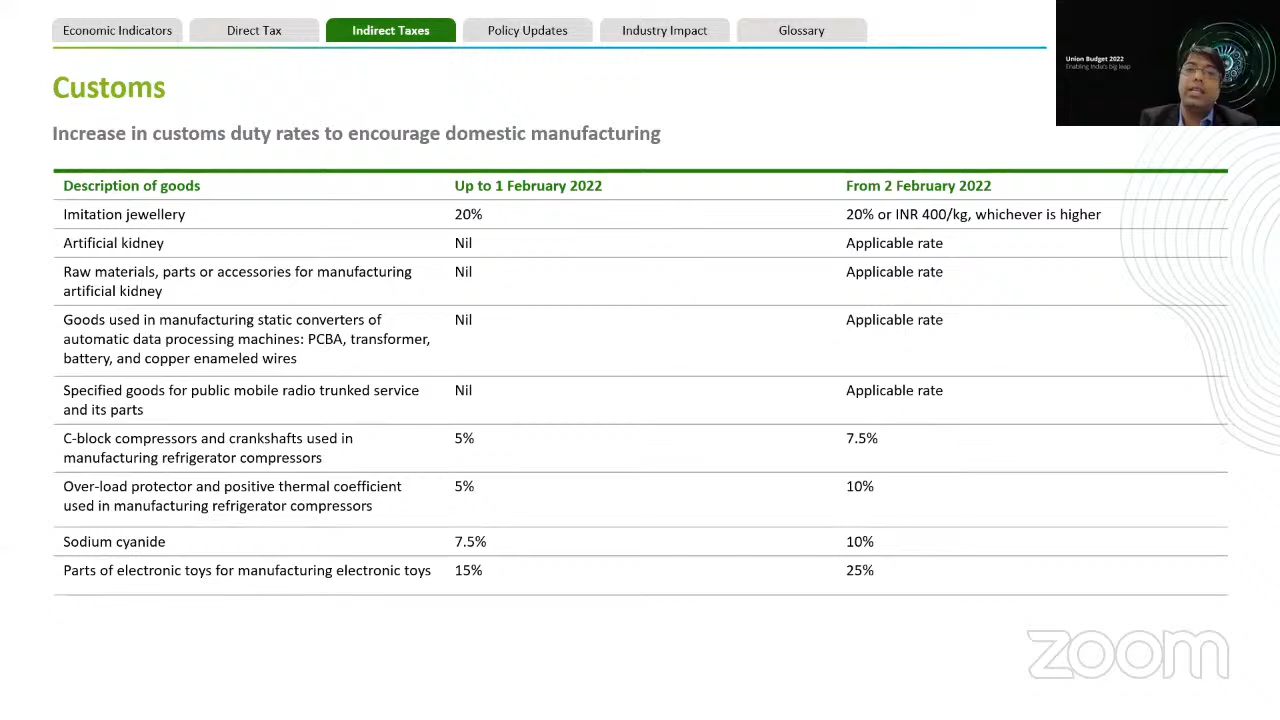 Economic Indicators
Direct Tax
Indirect Taxes
Policy Updates
Industry Impact
Glossary
Union Budget 2022
Enabling India's big leap
Customs
Increase in customs duty rates to encourage domestic manufacturing
Description of goods
Up to 1 February 2022
From 2 February 2022
Imitation jewellery
20%
20% or INR 400/kg, whichever is higher
Artificial kidney
Nil
Applicable rate
Raw materials, parts or accessories for manufacturing
artificial kidney
Nil
Applicable rate
Goods used in manufacturing static converters of
automatic data processing machines: PCBA, transformer,
battery, and copper enameled wires
Nil
Applicable rate
Specified goods for public mobile radio trunked service
and its parts
Nil
Applicable rate
C-block compressors and crankshafts used in
manufacturing refrigerator compressors
5%
7.5%
Over-load protector and positive thermal coefficient
used in manufacturing refrigerator compressors
5%
10%
Sodium cyanide
7.5%
10%
Parts of electronic toys for manufacturing electronic toys
15%
25%
zoom